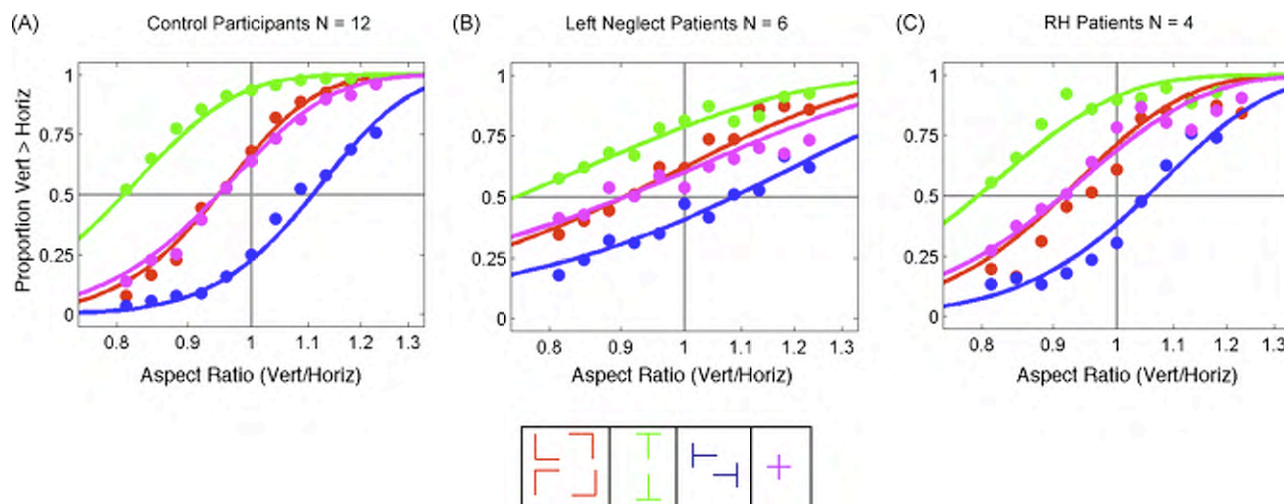 (A) Control Participants N = 12
(B) Left Neglect Patients N = 6
(C) RH Patients N = 4
Proportion Vert > Horiz
1
0.75
0.5
0.25
0
0.8 0.9 1 1.1 1.2 1.3
Aspect Ratio (Vert/Horiz)
1
0.75
0.5
0.25
0
0.8 0.9 1 1.1 1.2 1.3
Aspect Ratio (Vert/Horiz)
1
0.75
0.5
0.25
0
0.8 0.9 1 1.1 1.2 1.3
Aspect Ratio (Vert/Horiz)